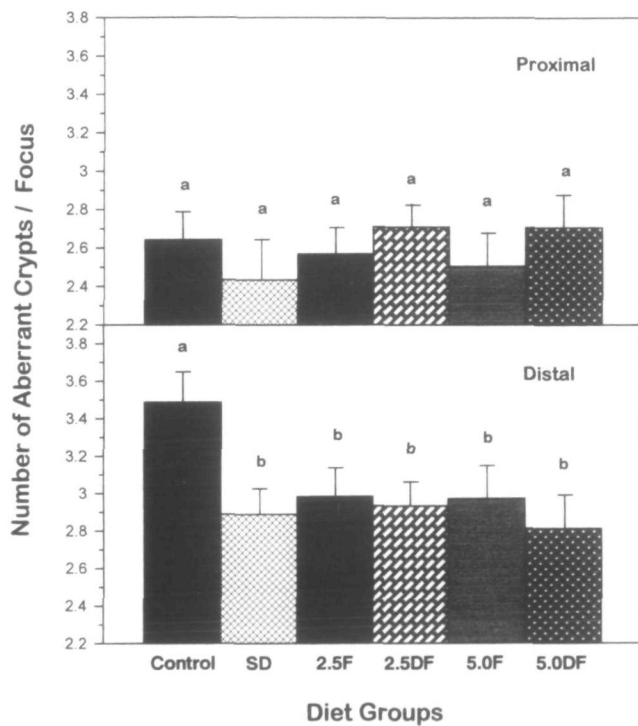 Number of Aberrant Crypts / Focus
3.8
3.6
3.4
3.2
3
2.8
2.6
2.4
2.2
Proximal
a
a
a
a
a
a
3.8
3.6
3.4
3.2
3
2.8
2.6
2.4
2.2
Distal
a
b
b
b
b
b
Control SD 2.5F 2.5DF 5.0F 5.0DF
Diet Groups